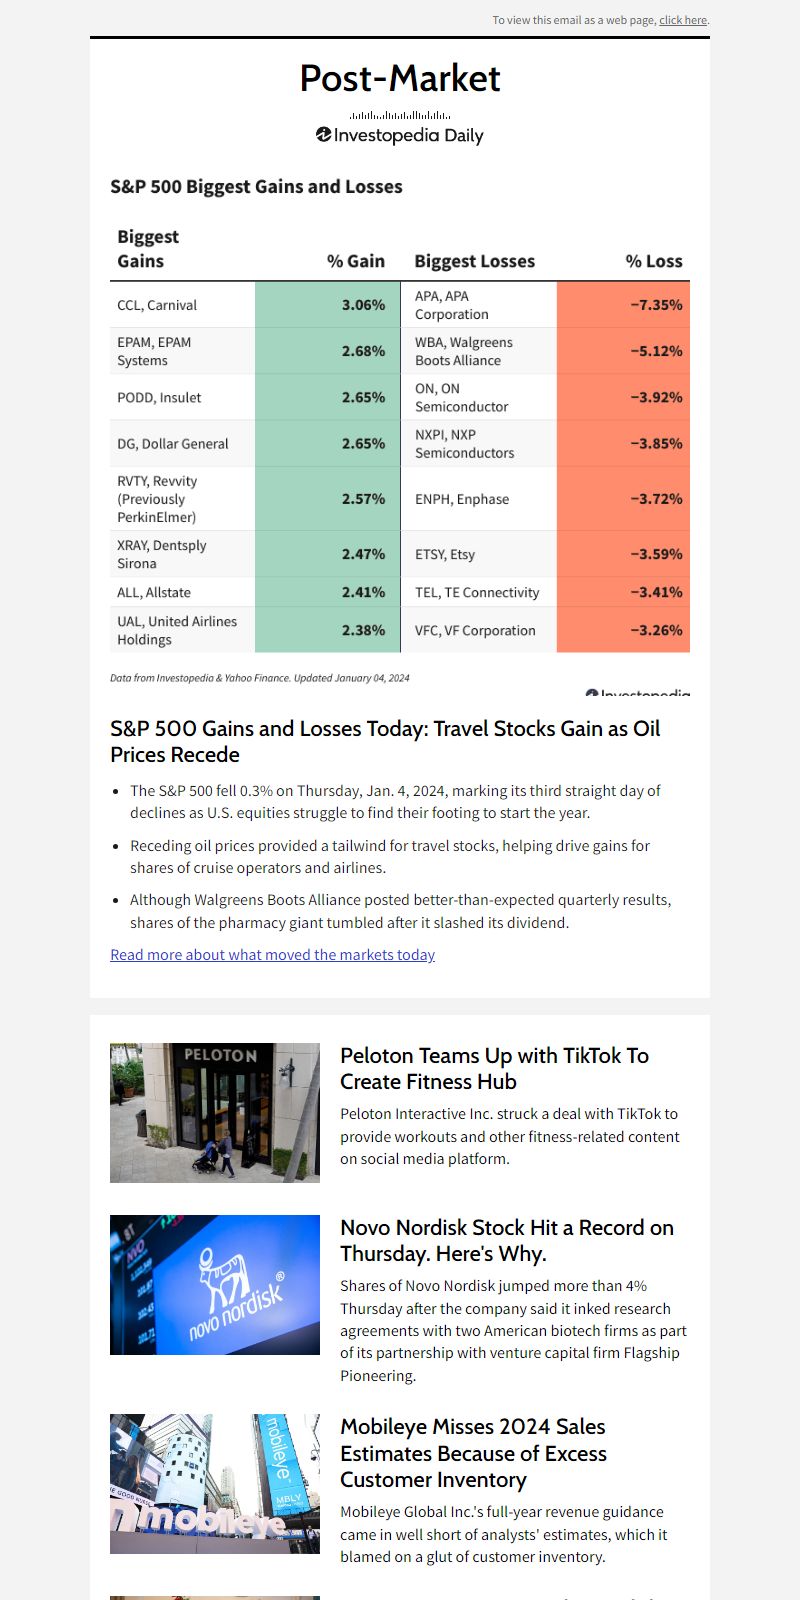 To view this email as a web page, click here.
Post-Market
Investopedia Daily
S&P 500 Biggest Gains and Losses
Biggest
Gains
% Gain
Biggest Losses
% Loss
CCL, Carnival
3.06%
APA, APA
Corporation
−7.35%
EPAM, EPAM
Systems
2.68%
WBA, Walgreens
Boots Alliance
−5.12%
PODD, Insulet
2.65%
ON, ON
Semiconductor
−3.92%
DG, Dollar General
2.65%
NXPI, NXP
Semiconductors
−3.85%
RVTY, Revvity
(Previously
PerkinElmer)
2.57%
ENPH, Enphase
−3.72%
XRAY, Dentsply
Sirona
2.47%
ETSY, Etsy
−3.59%
ALL, Allstate
2.41%
TEL, TE Connectivity
−3.41%
UAL, United Airlines
Holdings
2.38%
VFC, VF Corporation
−3.26%
Data from Investopedia & Yahoo Finance. Updated January 04, 2024
Investopedia
S&P 500 Gains and Losses Today: Travel Stocks Gain as Oil
Prices Recede
The S&P 500 fell 0.3% on Thursday, Jan. 4, 2024, marking its third straight day of
declines as U.S. equities struggle to find their footing to start the year.
Receding oil prices provided a tailwind for travel stocks, helping drive gains for
shares of cruise operators and airlines.
Although Walgreens Boots Alliance posted better-than-expected quarterly results,
shares of the pharmacy giant tumbled after it slashed its dividend.
Read more about what moved the markets today
PELOTON
Peloton Teams Up with TikTok To
Create Fitness Hub
Peloton Interactive Inc. struck a deal with TikTok to
provide workouts and other fitness-related content
on social media platform.
NVO
novo nordisk®
Novo Nordisk Stock Hit a Record on
Thursday. Here's Why.
Shares of Novo Nordisk jumped more than 4%
Thursday after the company said it inked research
agreements with two American biotech firms as part
of its partnership with venture capital firm Flagship
Pioneering.
mobileye
MBLY
mobileye
Mobileye Misses 2024 Sales
Estimates Because of Excess
Customer Inventory
Mobileye Global Inc.'s full-year revenue guidance
came in well short of analysts' estimates, which it
blamed on a glut of customer inventory.